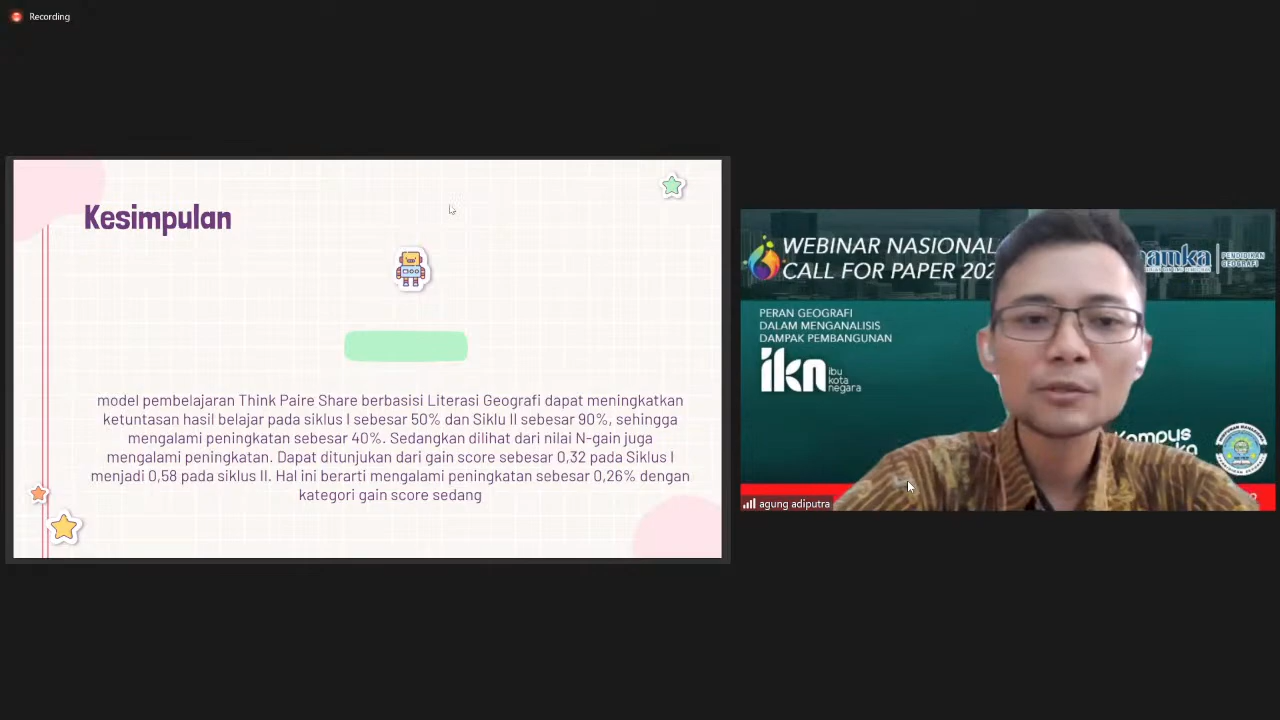 Recording
Kesimpulan
model pembelajaran Think Paire Share berbasisi Literasi Geografi dapat meningkatkan
ketuntasan hasil belajar pada siklus I sebesar 50% dan Siklu II sebesar 90%, sehingga
mengalami peningkatan sebesar 40%. Sedangkan dilihat dari nilai N-gain juga
mengalami peningkatan. Dapat ditunjukan dari gain score sebesar 0,32 pada Siklus I
menjadi 0,58 pada siklus II. Hal ini berarti mengalami peningkatan sebesar 0,26% dengan
kategori gain score sedang
WEBINAR NASIONAL
CALL FOR PAPER 202
PENDIDIKAN
GEOGRAFI
PERAN GEOGRAFI
DALAM MENGANALISIS
DAMPAK PEMBANGUNAN
ikn
ibu
kota
negara
Kampus
agung adiputra